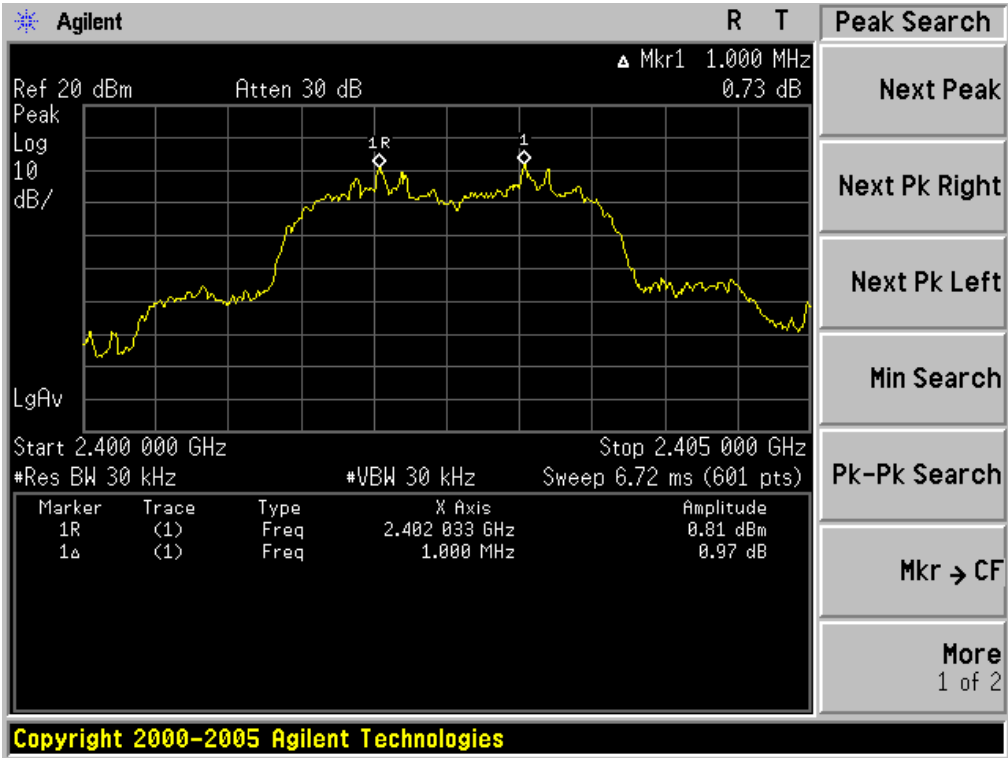 Agilent R T
Δ Mkr1 1.000 MHz
Ref 20 dBm Atten 30 dB 0.73 dB
Peak
Log
10
dB/
1R 1
LgAv
Start 2.400 000 GHz Stop 2.405 000 GHz
#Res BW 30 kHz #VBW 30 kHz Sweep 6.72 ms (601 pts)
Marker Trace Type X Axis Amplitude
1R (1) Freq 2.402 033 GHz 0.81 dBm
1Δ (1) Freq 1.000 MHz 0.97 dB
Copyright 2000-2005 Agilent Technologies
Peak Search
Next Peak
Next Pk Right
Next Pk Left
Min Search
Pk-Pk Search
Mkr → CF
More
1 of 2